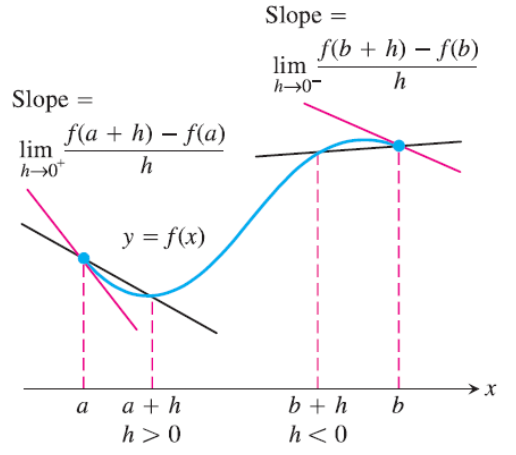 Slope =
lim h→0⁻ f(b + h) − f(b) / h
Slope =
lim h→0⁺ f(a + h) − f(a) / h
y = f(x)
x
a a + h b + h b
h > 0 h < 0